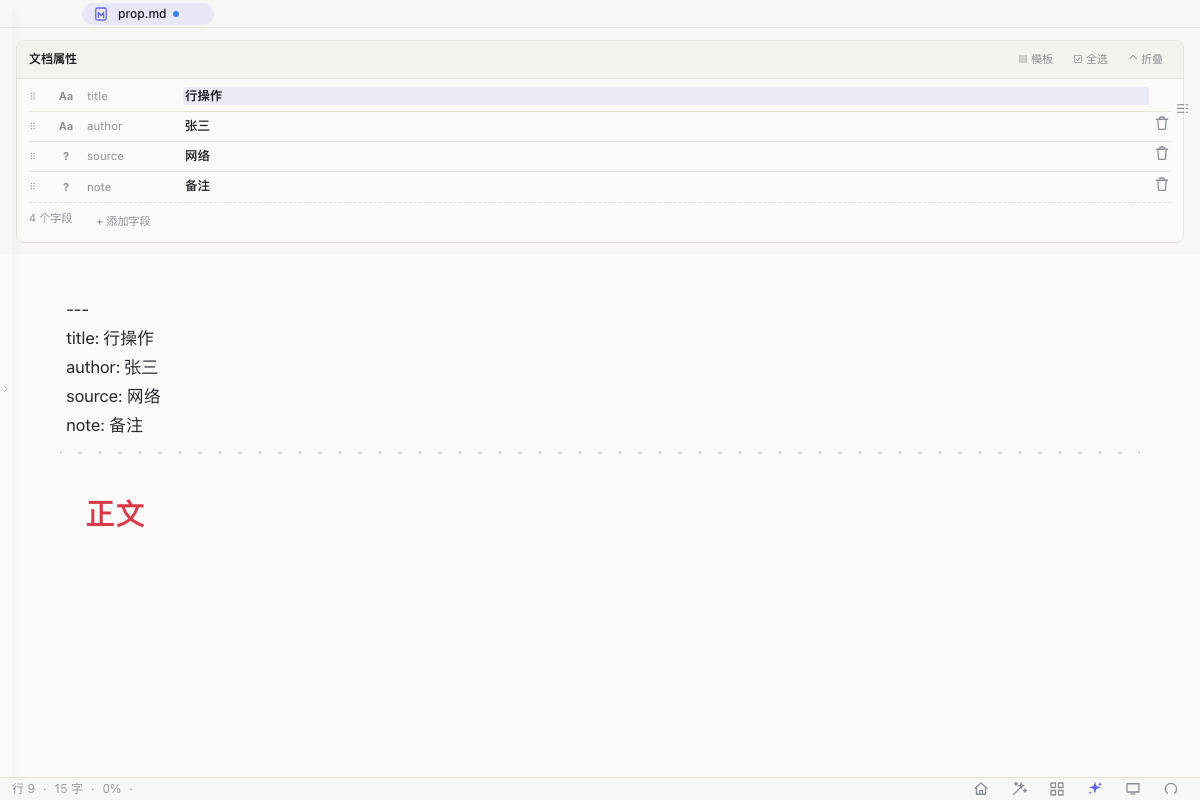 prop.md
文档属性 模板 全选 折叠
Aa title 行操作
Aa author 张三
? source 网络
? note 备注
4 个字段 + 添加字段
---
title: 行操作
author: 张三
source: 网络
note: 备注
正文
行 9 · 15 字 · 0% ·